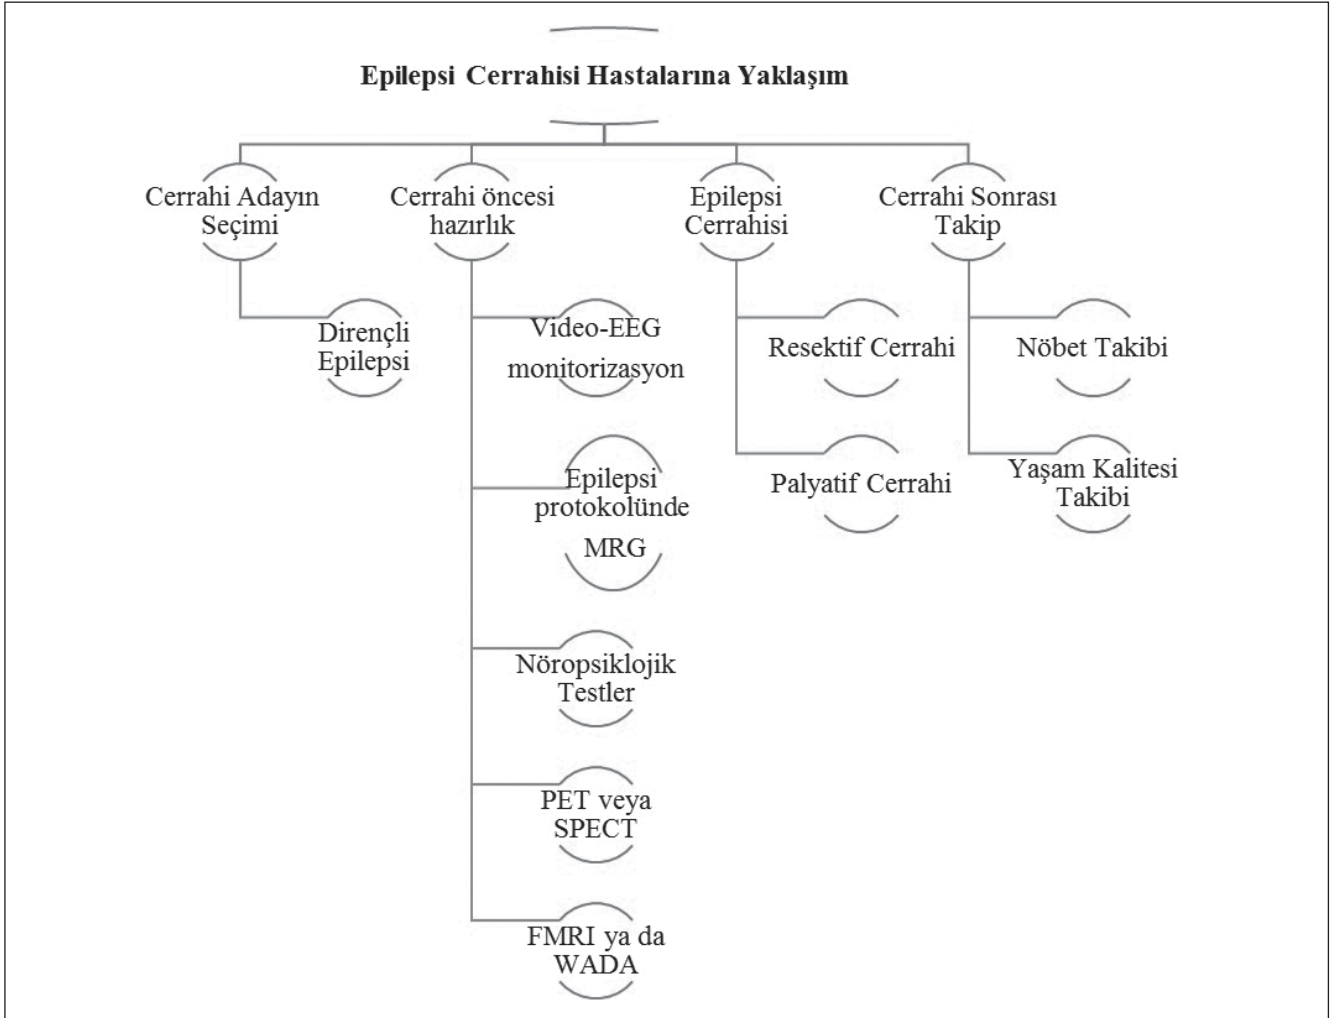 Epilepsi Cerrahisi Hastalarına Yaklaşım
Cerrahi Adayın
Seçimi
Dirençli
Epilepsi
Cerrahi öncesi
hazırlık
Video-EEG
monitorizasyon
Epilepsi
protokolünde
MRG
Nöropsiklojik
Testler
PET veya
SPECT
FMRI ya da
WADA
Epilepsi
Cerrahisi
Resektif Cerrahi
Palyatif Cerrahi
Cerrahi Sonrası
Takip
Nöbet Takibi
Yaşam Kalitesi
Takibi